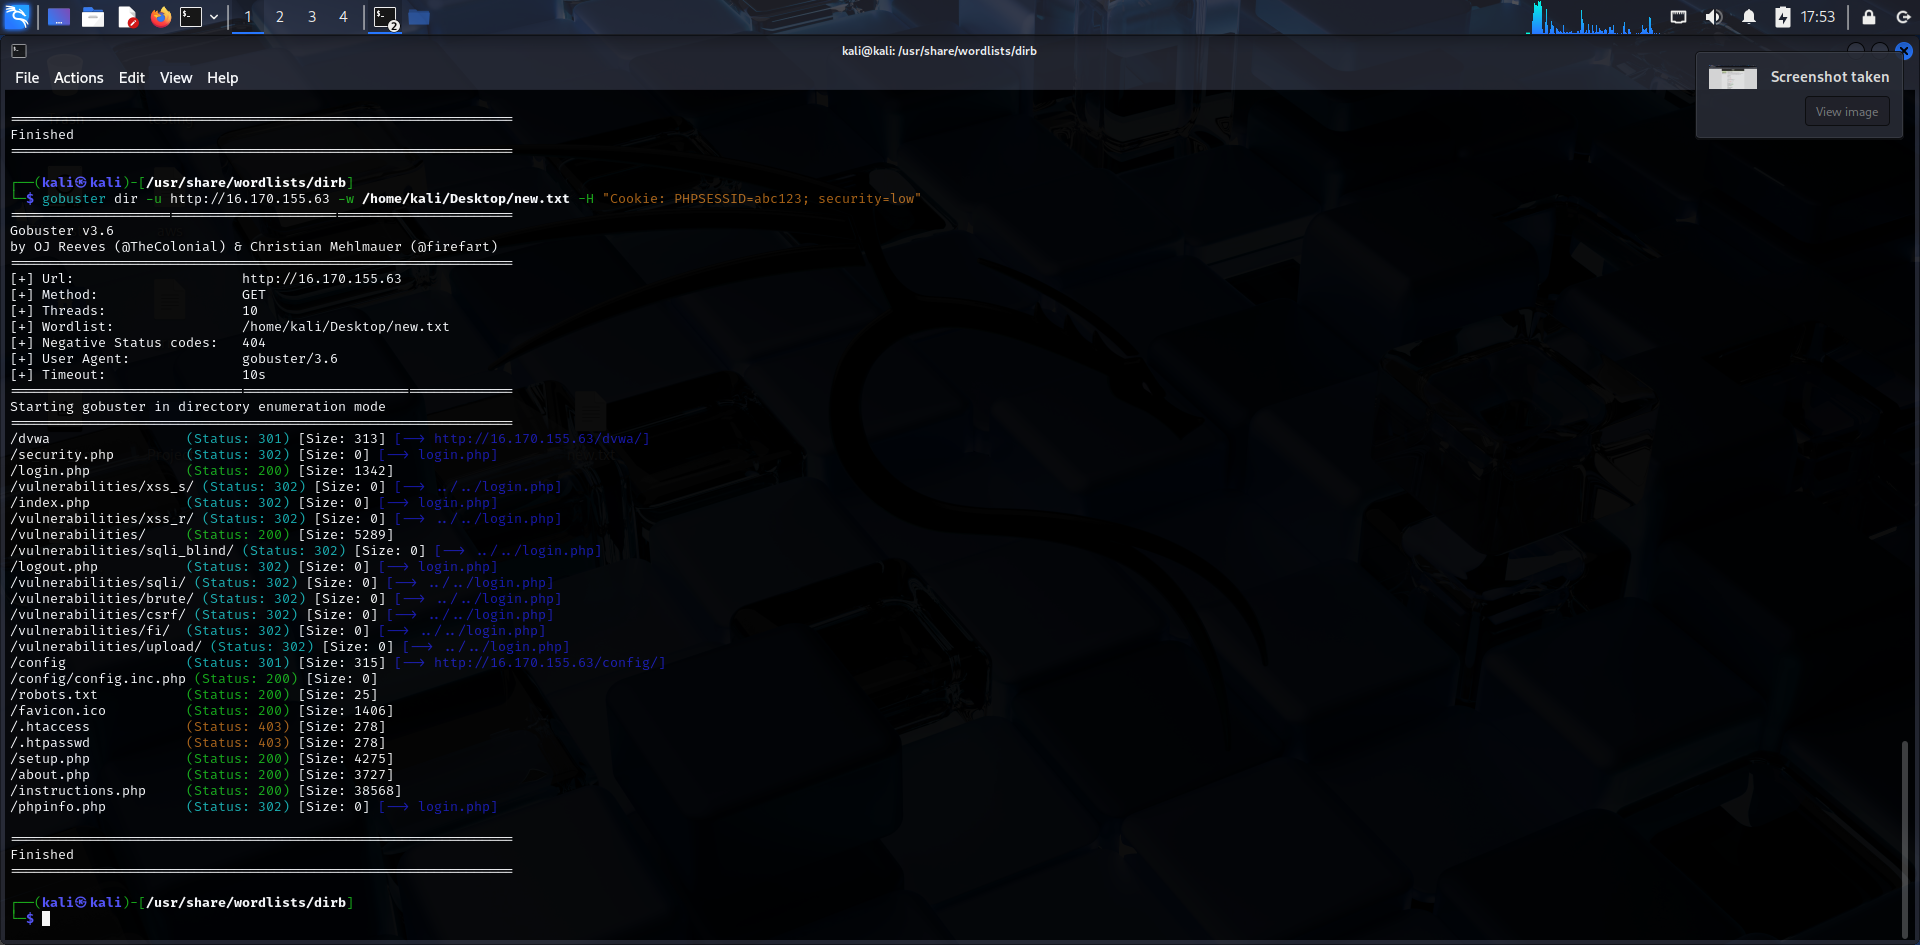 1 2 3 4 2 17:53
kali@kali: /usr/share/wordlists/dirb
File Actions Edit View Help
Screenshot taken
View image
Finished
(kali㉿kali)-[/usr/share/wordlists/dirb]
$ gobuster dir -u http://16.170.155.63 -w /home/kali/Desktop/new.txt -H "Cookie: PHPSESSID=abc123; security=low"
===============================================================
Gobuster v3.6
by OJ Reeves (@TheColonial) & Christian Mehlmauer (@firefart)
===============================================================
[+] Url: http://16.170.155.63
[+] Method: GET
[+] Threads: 10
[+] Wordlist: /home/kali/Desktop/new.txt
[+] Negative Status codes: 404
[+] User Agent: gobuster/3.6
[+] Timeout: 10s
===============================================================
Starting gobuster in directory enumeration mode
===============================================================
/dvwa (Status: 301) [Size: 313] [--> http://16.170.155.63/dvwa/]
/security.php (Status: 302) [Size: 0] [--> login.php]
/login.php (Status: 200) [Size: 1342]
/vulnerabilities/xss_s/ (Status: 302) [Size: 0] [--> ../../login.php]
/index.php (Status: 302) [Size: 0] [--> login.php]
/vulnerabilities/xss_r/ (Status: 302) [Size: 0] [--> ../../login.php]
/vulnerabilities/ (Status: 200) [Size: 5289]
/vulnerabilities/sqli_blind/ (Status: 302) [Size: 0] [--> ../../login.php]
/logout.php (Status: 302) [Size: 0] [--> login.php]
/vulnerabilities/sqli/ (Status: 302) [Size: 0] [--> ../../login.php]
/vulnerabilities/brute/ (Status: 302) [Size: 0] [--> ../../login.php]
/vulnerabilities/csrf/ (Status: 302) [Size: 0] [--> ../../login.php]
/vulnerabilities/fi/ (Status: 302) [Size: 0] [--> ../../login.php]
/vulnerabilities/upload/ (Status: 302) [Size: 0] [--> ../../login.php]
/config (Status: 301) [Size: 315] [--> http://16.170.155.63/config/]
/config/config.inc.php (Status: 200) [Size: 0]
/robots.txt (Status: 200) [Size: 25]
/favicon.ico (Status: 200) [Size: 1406]
/.htaccess (Status: 403) [Size: 278]
/.htpasswd (Status: 403) [Size: 278]
/setup.php (Status: 200) [Size: 4275]
/about.php (Status: 200) [Size: 3727]
/instructions.php (Status: 200) [Size: 38568]
/phpinfo.php (Status: 302) [Size: 0] [--> login.php]
===============================================================
Finished
===============================================================
(kali㉿kali)-[/usr/share/wordlists/dirb]
$